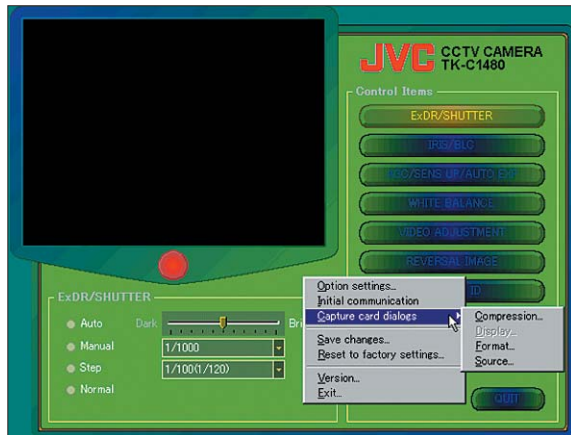 JVC CCTV CAMERA
TK-C1480
Control Items
ExDR/SHUTTER
IRIS/BLC
AGC/SENS UP/AUTO EXP
WHITE BALANCE
VIDEO ADJUSTMENT
REVERSAL IMAGE
ID
Option settings...
Initial communication
Capture card dialogs
Save changes...
Reset to factory settings...
Version...
Exit...
Compression...
Display...
Format...
Source...
ExDR/SHUTTER
Auto
Dark
Bri
Manual
1/1000
Step
1/100(1/120)
Normal
QUIT